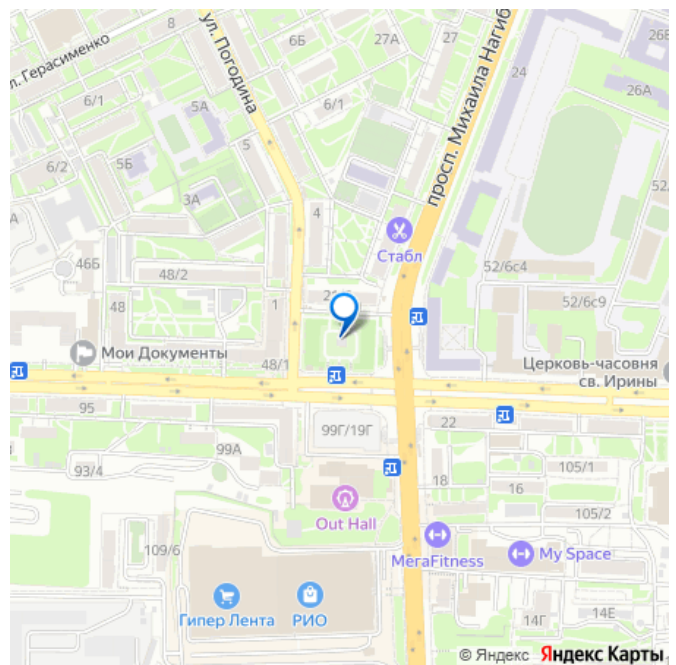 6Б
27А
27
26Б
ул. Погодина
просп. Михаила Нагиб
л. Герасименко
24
26А
6/1
5А
6/1
5
5Б
6/2
3А
52/
4
Стабл
46Б
48/2
52/6с4
48
1
52/6с9
Мои Документы
48/1
Церковь-часовня
св. Ирины
95
22
99Г/19Г
99А
93/4
105/1
18
16
Out Hall
105/2
109/6
МегаFitness
My Space
Гипер Лента
РИО
14Г
14Е
© Яндекс Яндекс Карты